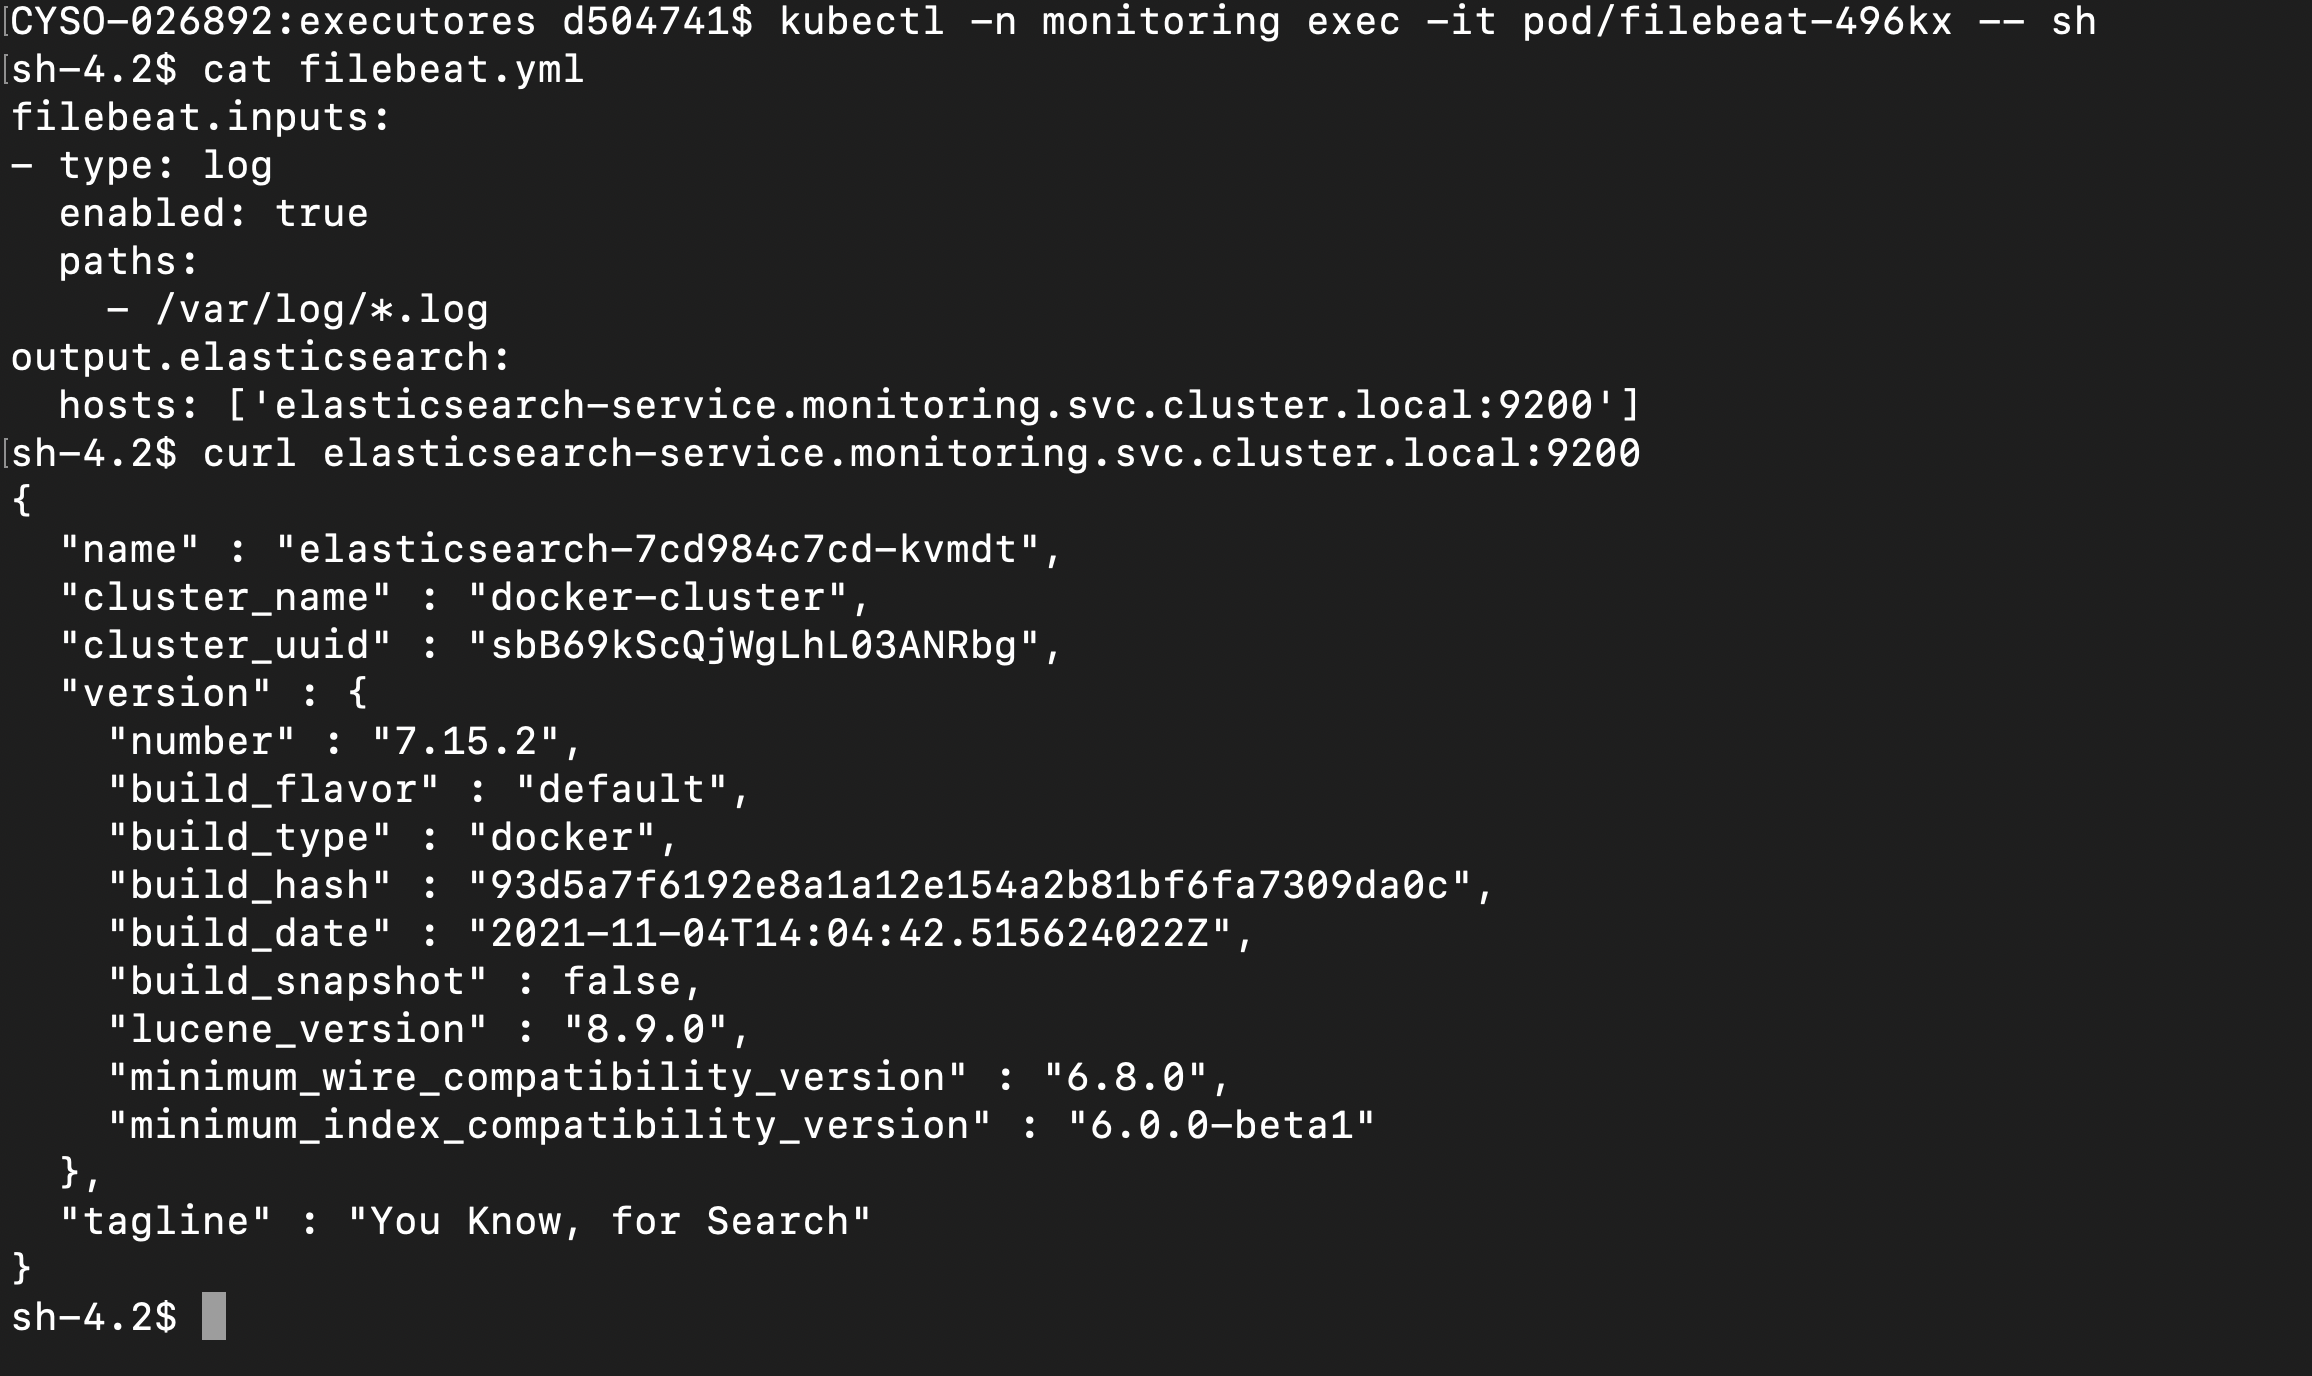 [CYSO-026892:executores d504741$ kubectl -n monitoring exec -it pod/filebeat-496kx -- sh
[sh-4.2$ cat filebeat.yml
filebeat.inputs:
- type: log
  enabled: true
  paths:
    - /var/log/*.log
output.elasticsearch:
  hosts: ['elasticsearch-service.monitoring.svc.cluster.local:9200']
[sh-4.2$ curl elasticsearch-service.monitoring.svc.cluster.local:9200
{
  "name" : "elasticsearch-7cd984c7cd-kvmdt",
  "cluster_name" : "docker-cluster",
  "cluster_uuid" : "sbB69kScQjWgLhL03ANRbg",
  "version" : {
    "number" : "7.15.2",
    "build_flavor" : "default",
    "build_type" : "docker",
    "build_hash" : "93d5a7f6192e8a1a12e154a2b81bf6fa7309da0c",
    "build_date" : "2021-11-04T14:04:42.515624022Z",
    "build_snapshot" : false,
    "lucene_version" : "8.9.0",
    "minimum_wire_compatibility_version" : "6.8.0",
    "minimum_index_compatibility_version" : "6.0.0-beta1"
  },
  "tagline" : "You Know, for Search"
}
sh-4.2$